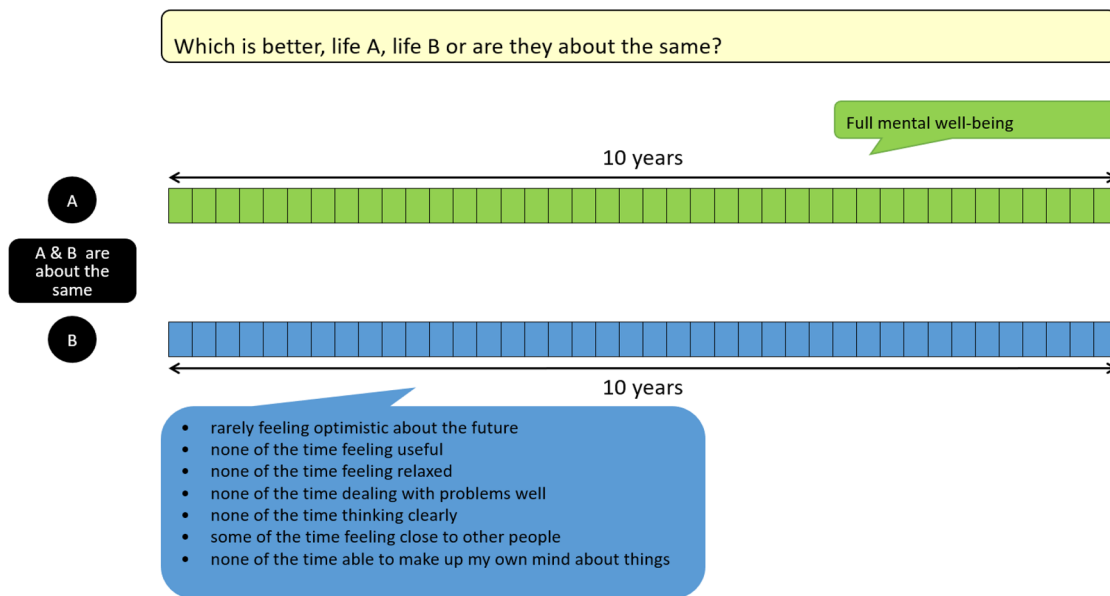 Which is better, life A, life B or are they about the same?
Full mental well-being
10 years
A
A & B are
about the
same
B
10 years
• rarely feeling optimistic about the future
• none of the time feeling useful
• none of the time feeling relaxed
• none of the time dealing with problems well
• none of the time thinking clearly
• some of the time feeling close to other people
• none of the time able to make up my own mind about things